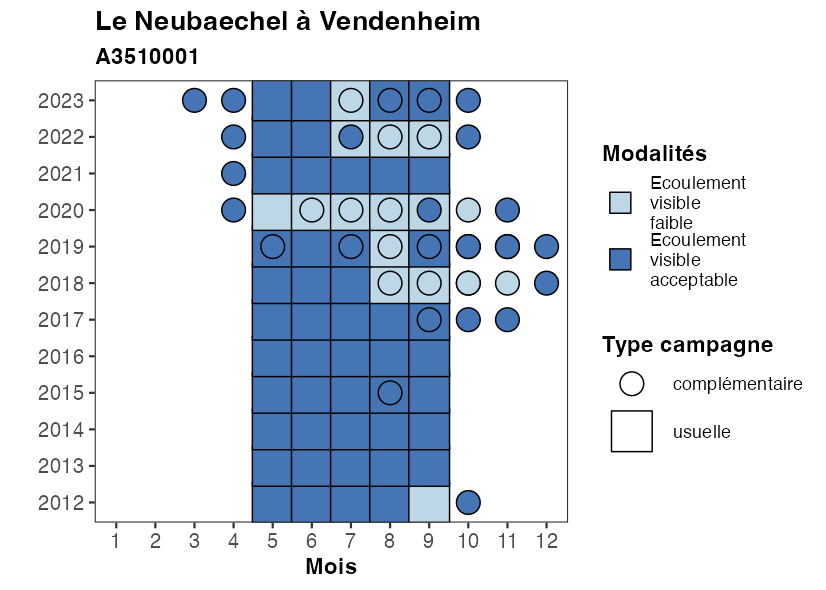 Le Neubaechel à Vendenheim
A3510001
2023
2022
2021
2020
2019
2018
2017
2016
2015
2014
2013
2012
1 2 3 4 5 6 7 8 9 10 11 12
Mois
Modalités
Ecoulement
visible
faible
Ecoulement
visible
acceptable
Type campagne
complémentaire
usuelle